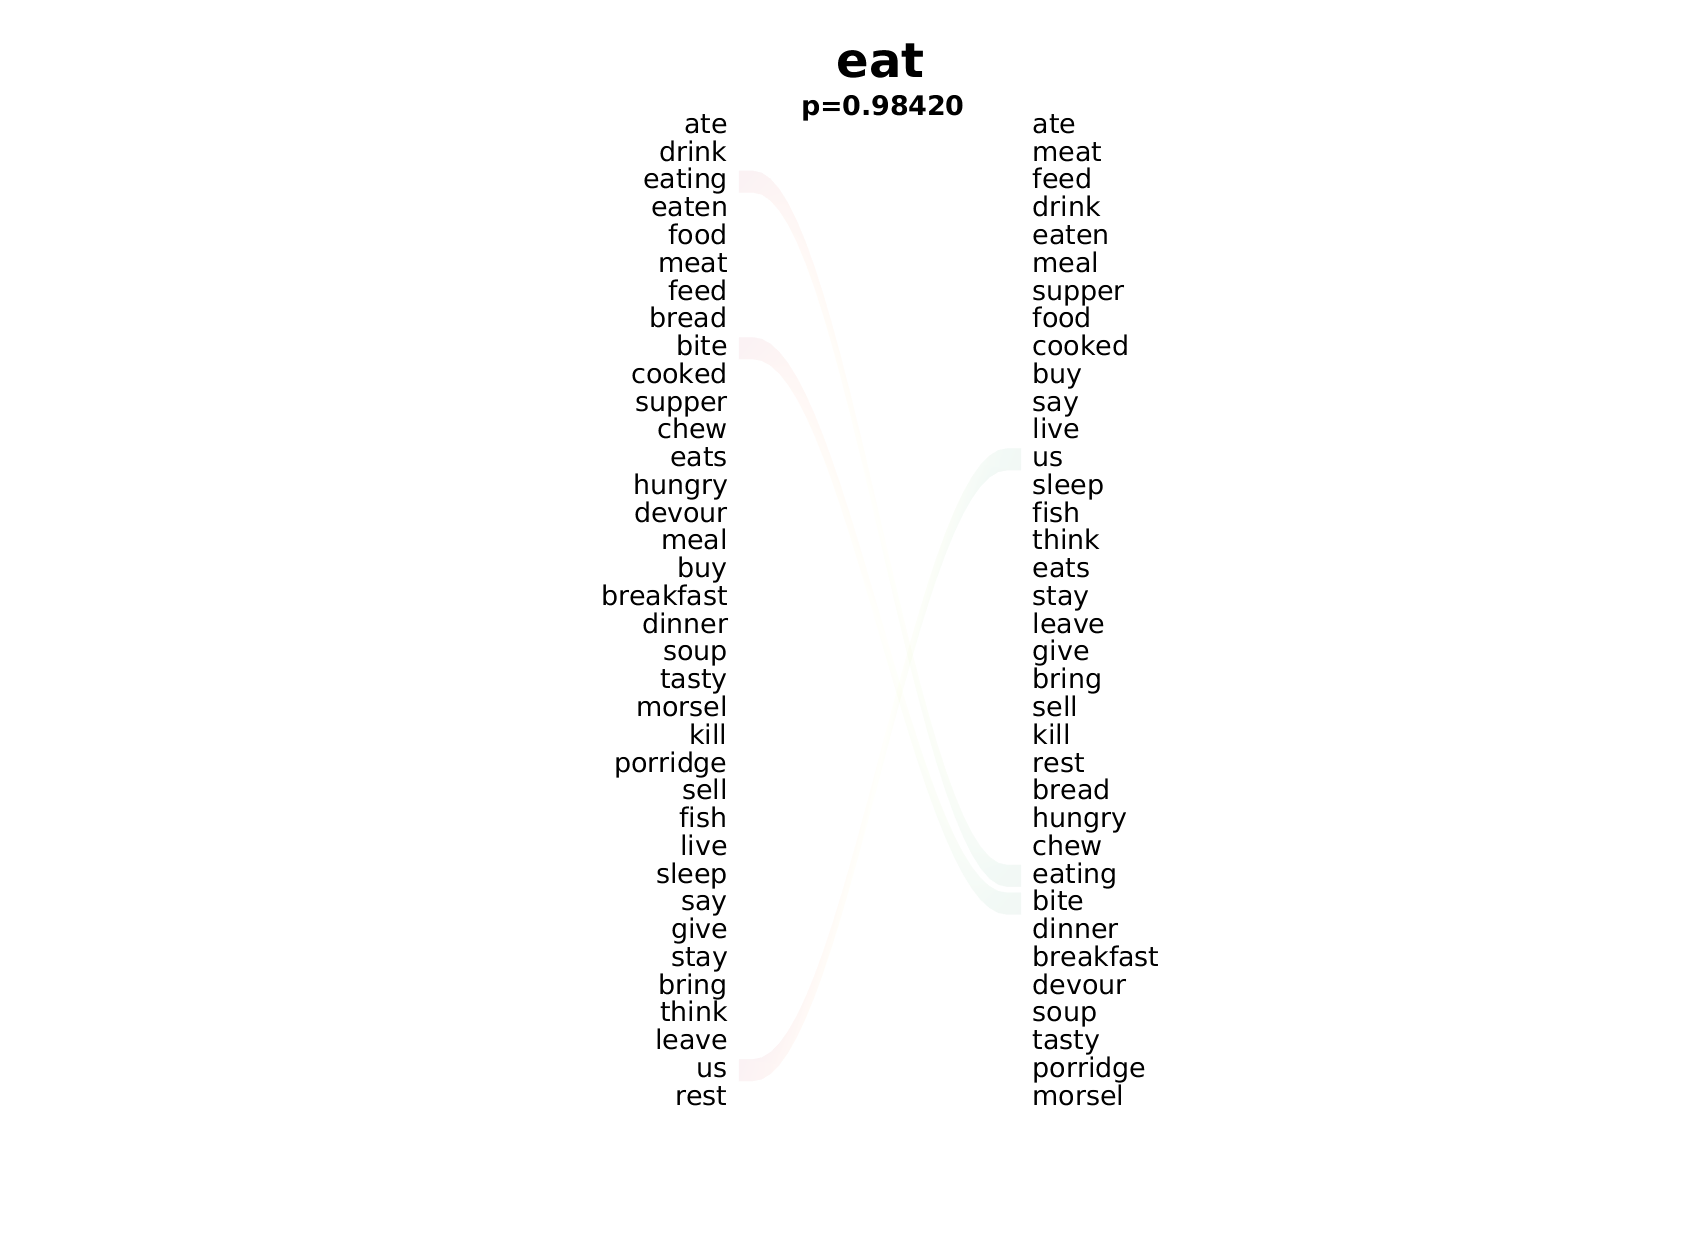 eat
p=0.98420
ate ate
drink meat
eating feed
eaten drink
food eaten
meat meal
feed supper
bread food
bite cooked
cooked buy
supper say
chew live
eats us
hungry sleep
devour fish
meal think
buy eats
breakfast stay
dinner leave
soup give
tasty bring
morsel sell
kill kill
porridge rest
sell bread
fish hungry
live chew
sleep eating
say bite
give dinner
stay breakfast
bring devour
think soup
leave tasty
us porridge
rest morsel